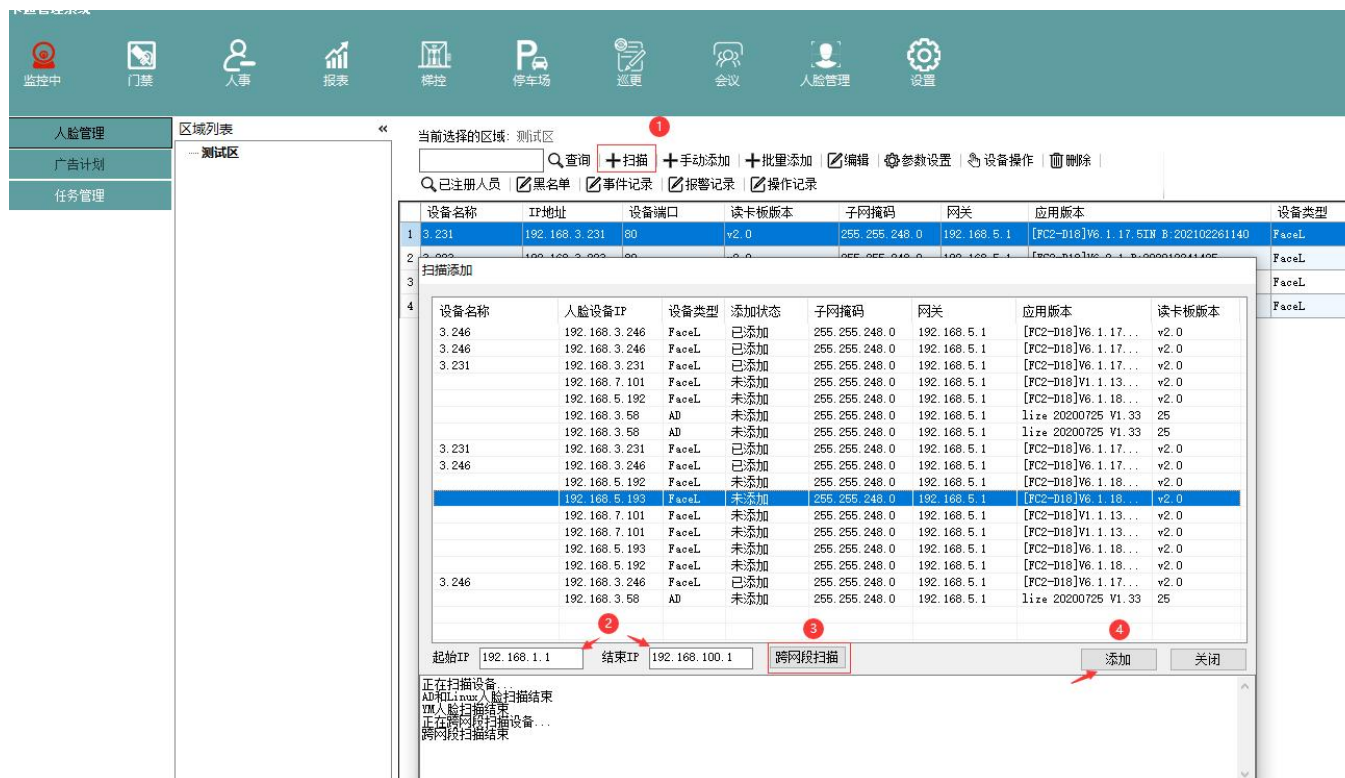 卡脸管理系统
监控中 门禁 人事 报表 梯控 停车场 巡更 会议 人脸管理 设置
人脸管理
广告计划
任务管理
区域列表 «
测试区
当前选择的区域: 测试区 1
查询 扫描 手动添加 批里添加 编辑 参数设置 设备操作 删除
已注册人员 黑名单 事件记录 报警记录 操作记录
设备名称 IP地址 设备端口 读卡板版本 子网掩码 网关 应用版本 设备类型
1 3.231 192.168.3.231 80 v2.0 255.255.248.0 192.168.5.1 [FC2-D18]V6.1.17.5IN B:202102261140 FaceL
2 FaceL
3 FaceL
4 FaceL
扫描添加
设备名称 人脸设备IP 设备类型 添加状态 子网掩码 网关 应用版本 读卡板版本
3.246 192.168.3.246 FaceL 已添加 255.255.248.0 192.168.5.1 [FC2-D18]V6.1.17... v2.0
3.246 192.168.3.246 FaceL 已添加 255.255.248.0 192.168.5.1 [FC2-D18]V6.1.17... v2.0
3.231 192.168.3.231 FaceL 已添加 255.255.248.0 192.168.5.1 [FC2-D18]V6.1.17... v2.0
192.168.7.101 FaceL 未添加 255.255.248.0 192.168.5.1 [FC2-D18]V1.1.13... v2.0
192.168.5.192 FaceL 未添加 255.255.248.0 192.168.5.1 [FC2-D18]V6.1.18... v2.0
192.168.3.58 AD 未添加 255.255.248.0 192.168.5.1 lize 20200725 V1.33 25
192.168.3.58 AD 未添加 255.255.248.0 192.168.5.1 lize 20200725 V1.33 25
3.231 192.168.3.231 FaceL 已添加 255.255.248.0 192.168.5.1 [FC2-D18]V6.1.17... v2.0
3.246 192.168.3.246 FaceL 已添加 255.255.248.0 192.168.5.1 [FC2-D18]V6.1.17... v2.0
192.168.5.192 FaceL 未添加 255.255.248.0 192.168.5.1 [FC2-D18]V6.1.18... v2.0
192.168.5.193 FaceL 未添加 255.255.248.0 192.168.5.1 [FC2-D18]V6.1.18... v2.0
192.168.7.101 FaceL 未添加 255.255.248.0 192.168.5.1 [FC2-D18]V1.1.13... v2.0
192.168.7.101 FaceL 未添加 255.255.248.0 192.168.5.1 [FC2-D18]V1.1.13... v2.0
192.168.5.193 FaceL 未添加 255.255.248.0 192.168.5.1 [FC2-D18]V6.1.18... v2.0
192.168.5.192 FaceL 未添加 255.255.248.0 192.168.5.1 [FC2-D18]V6.1.18... v2.0
3.246 192.168.3.246 FaceL 已添加 255.255.248.0 192.168.5.1 [FC2-D18]V6.1.17... v2.0
192.168.3.58 AD 未添加 255.255.248.0 192.168.5.1 lize 20200725 V1.33 25
2 3 4
起始IP 192.168.1.1 结束IP 192.168.100.1 跨网段扫描 添加 关闭
正在扫描设备...
AD和Linux人脸扫描结束
YM人脸扫描结束
正在跨网段扫描设备...
跨网段扫描结束